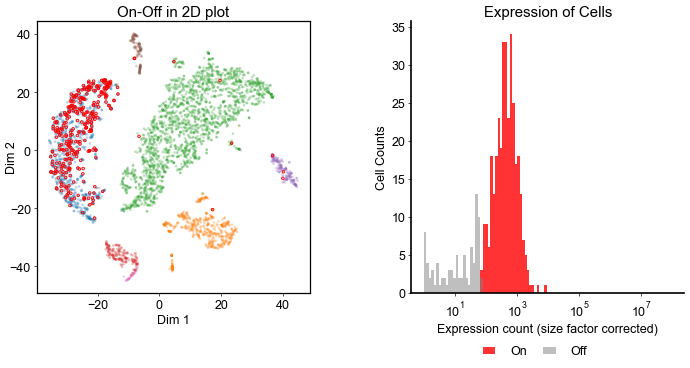 On-Off in 2D plot
40
20
0
−20
−40
Dim 2
−20 0 20 40
Dim 1
Expression of Cells
35
30
25
20
15
10
5
0
Cell Counts
10^1 10^3 10^5 10^7
Expression count (size factor corrected)
On Off